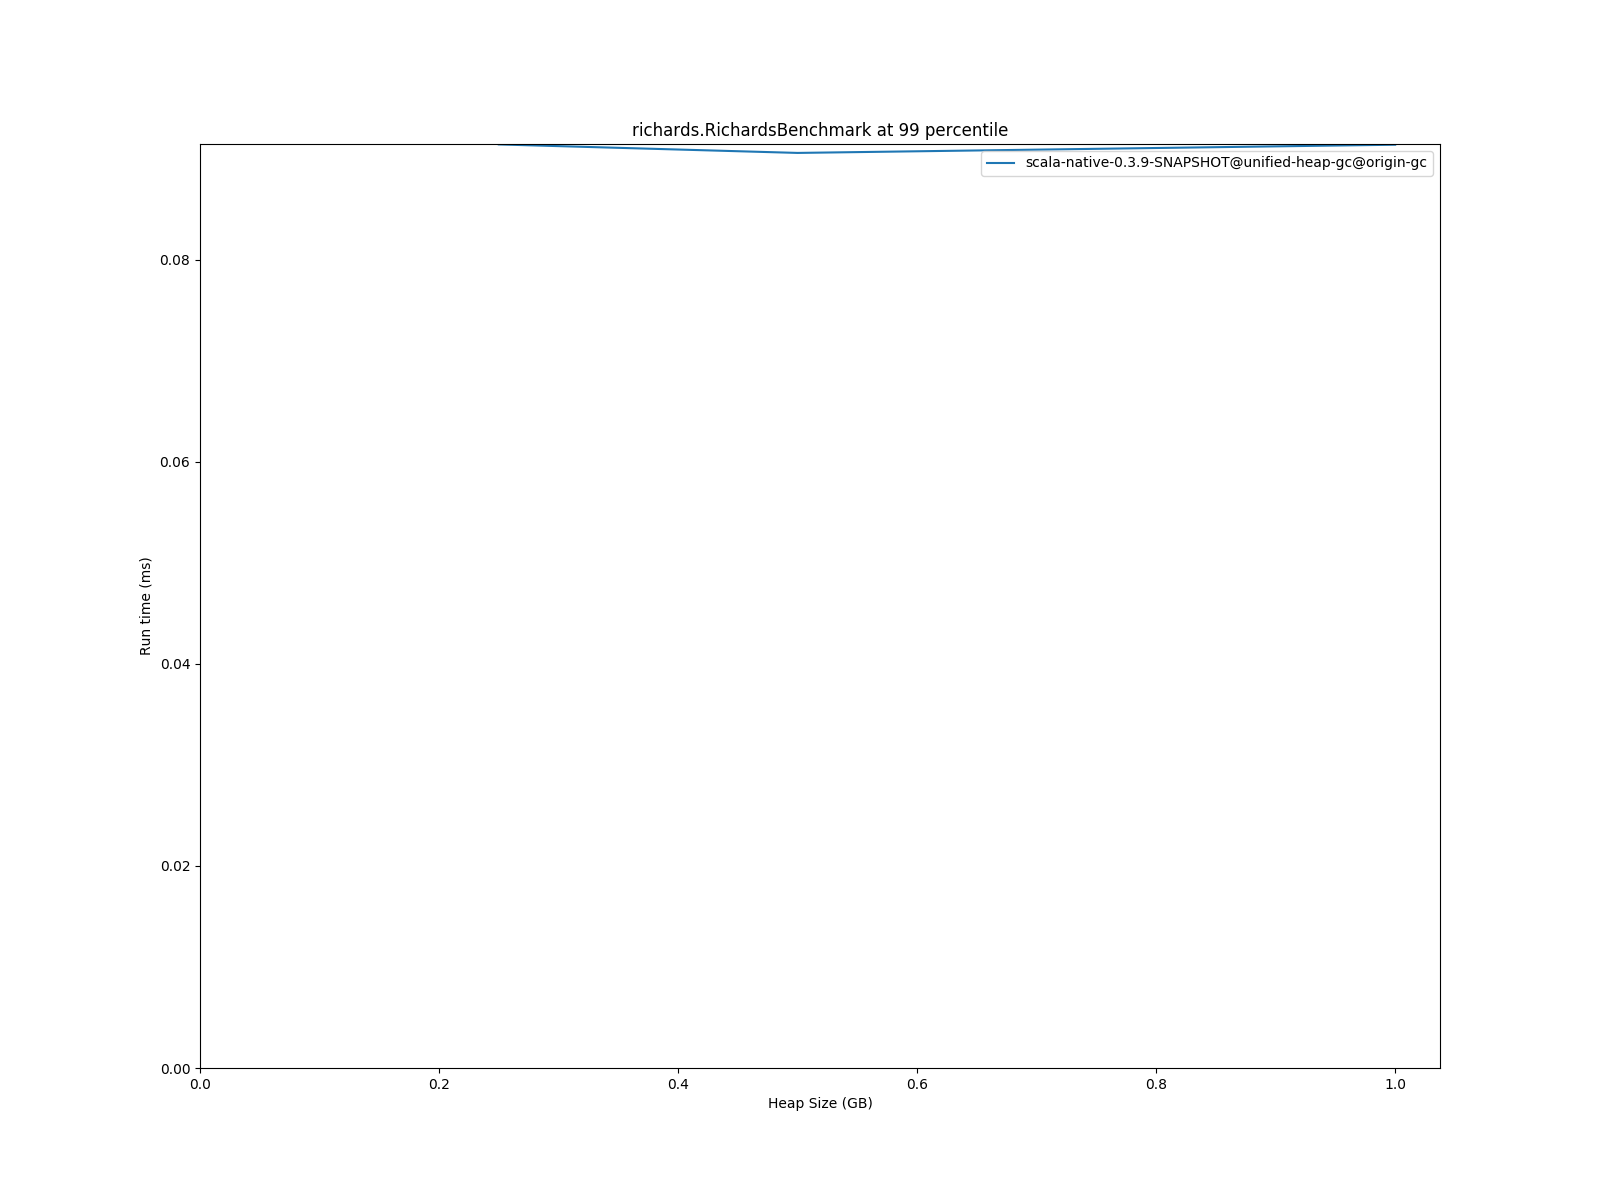 richards.RichardsBenchmark at 99 percentile
scala-native-0.3.9-SNAPSHOT@unified-heap-gc@origin-gc
0.08
0.06
0.04
0.02
0.00
Run time (ms)
0.0 0.2 0.4 0.6 0.8 1.0
Heap Size (GB)